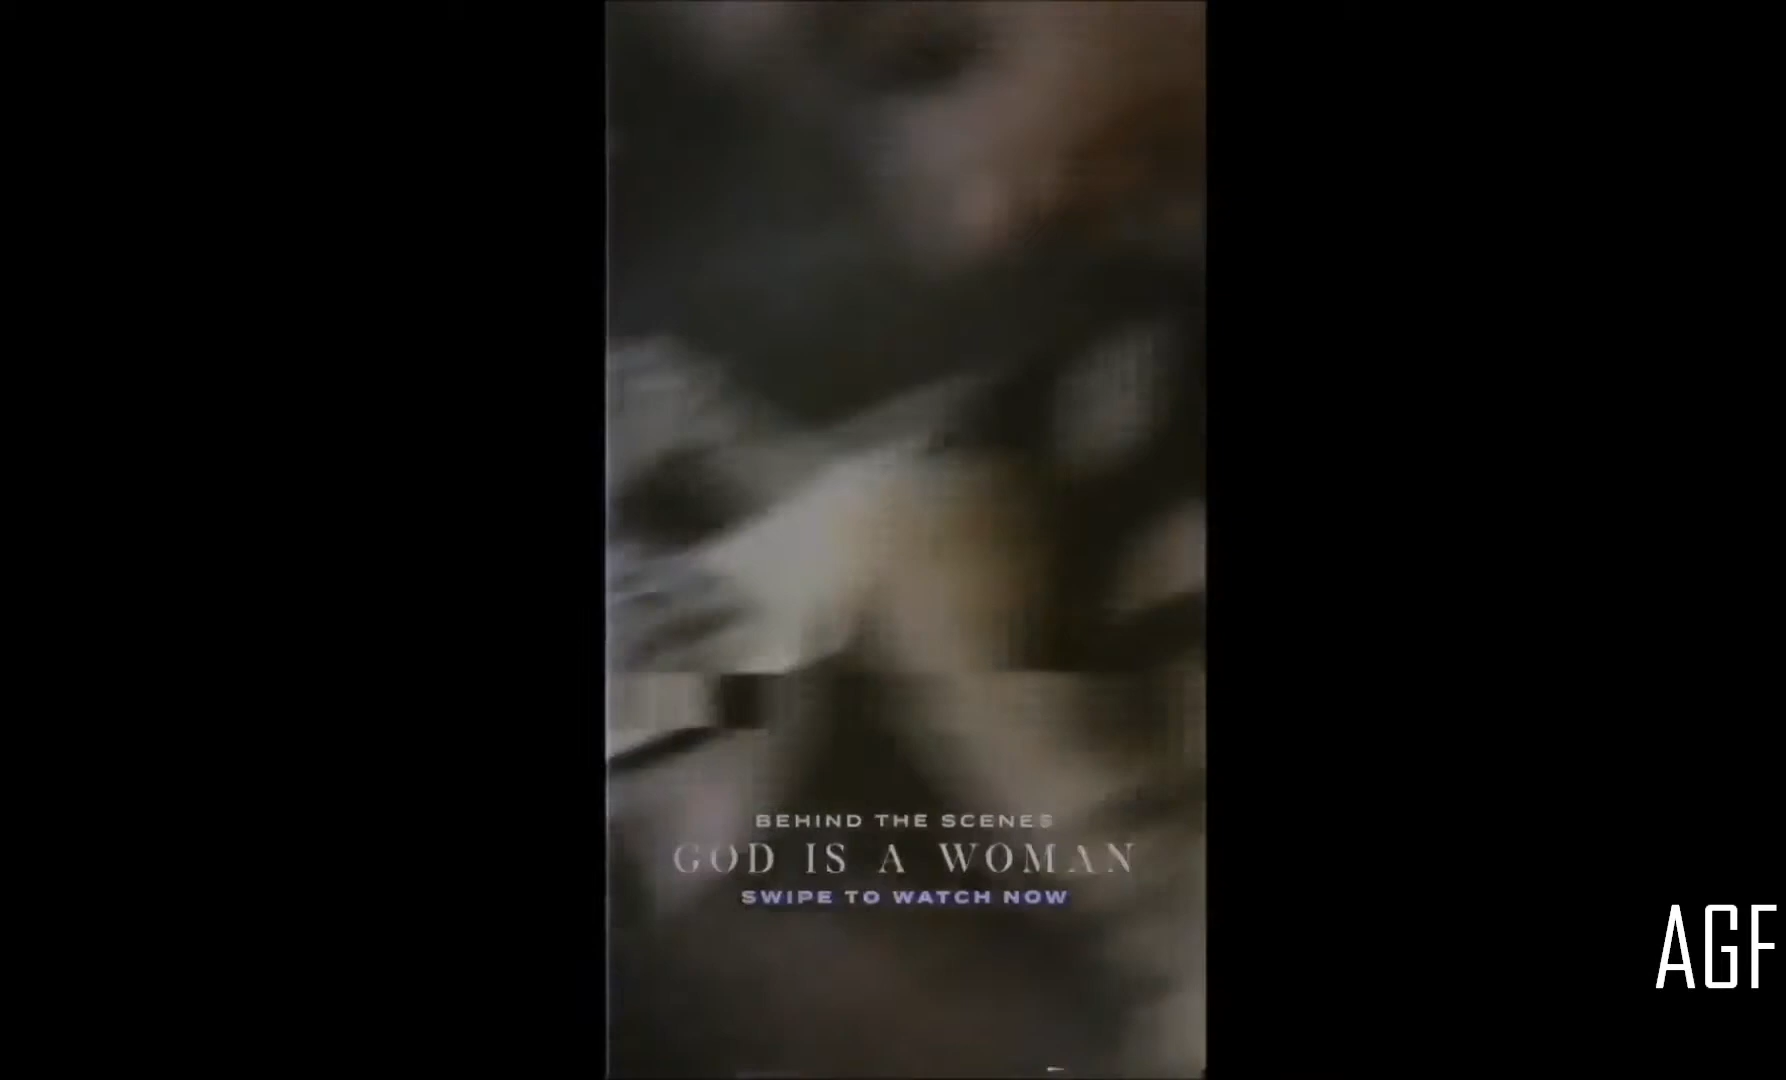 BEHIND THE SCENES
GOD IS A WOMAN
SWIPE TO WATCH NOW
AGF